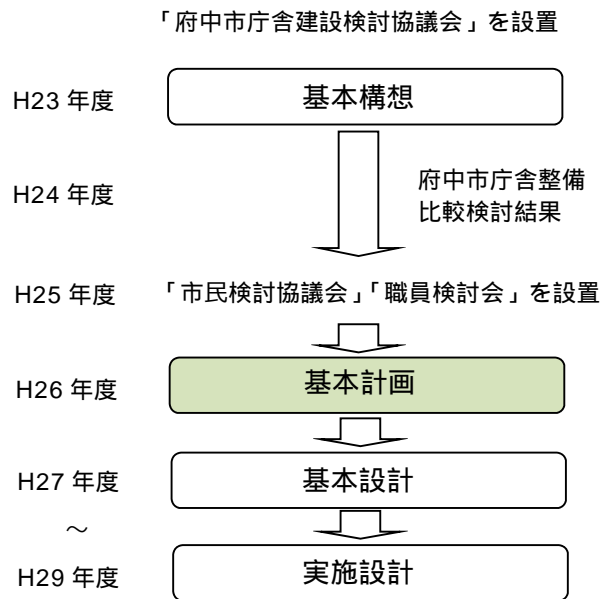 「府中市庁舎建設検討協議会」を設置
H23 年度
基本構想
H24 年度
府中市庁舎整備
比較検討結果
H25 年度
「市民検討協議会」「職員検討会」を設置
H26 年度
基本計画
H27 年度
基本設計
～
H29 年度
実施設計